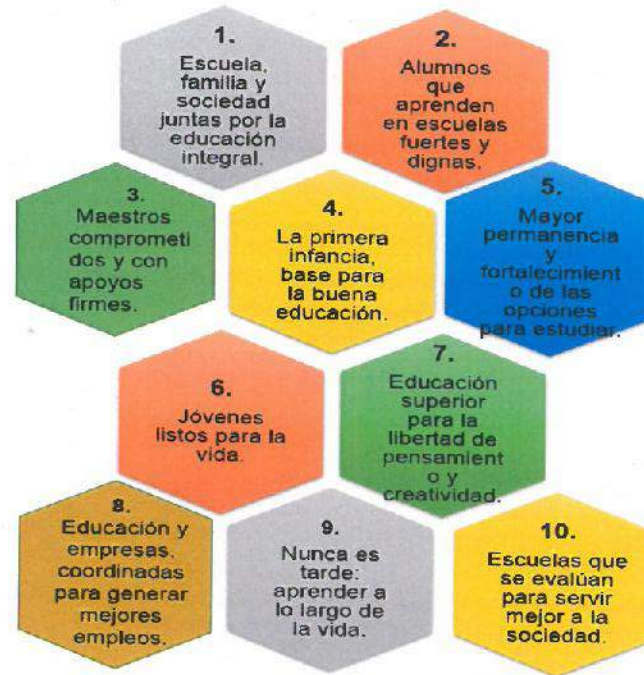 1.
Escuela,
familia y
sociedad
juntas por la
educación
integral.
2.
Alumnos
que
aprenden
en escuelas
fuertes y
dignas.
3.
Maestros
comprometi
dos y con
apoyos
firmes.
4.
La primera
infancia,
base para
la buena
educación.
5.
Mayor
permanencia
y
fortalecimient
o de las
opciones
para estudiar.
6.
Jóvenes
listos para la
vida.
7.
Educación
superior
para la
libertad de
pensamient
o y
creatividad.
8.
Educación y
empresas,
coordinadas
para generar
mejores
empleos.
9.
Nunca es
tarde:
aprender a
lo largo de
la vida.
10.
Escuelas que
se evalúan
para servir
mejor a la
sociedad.